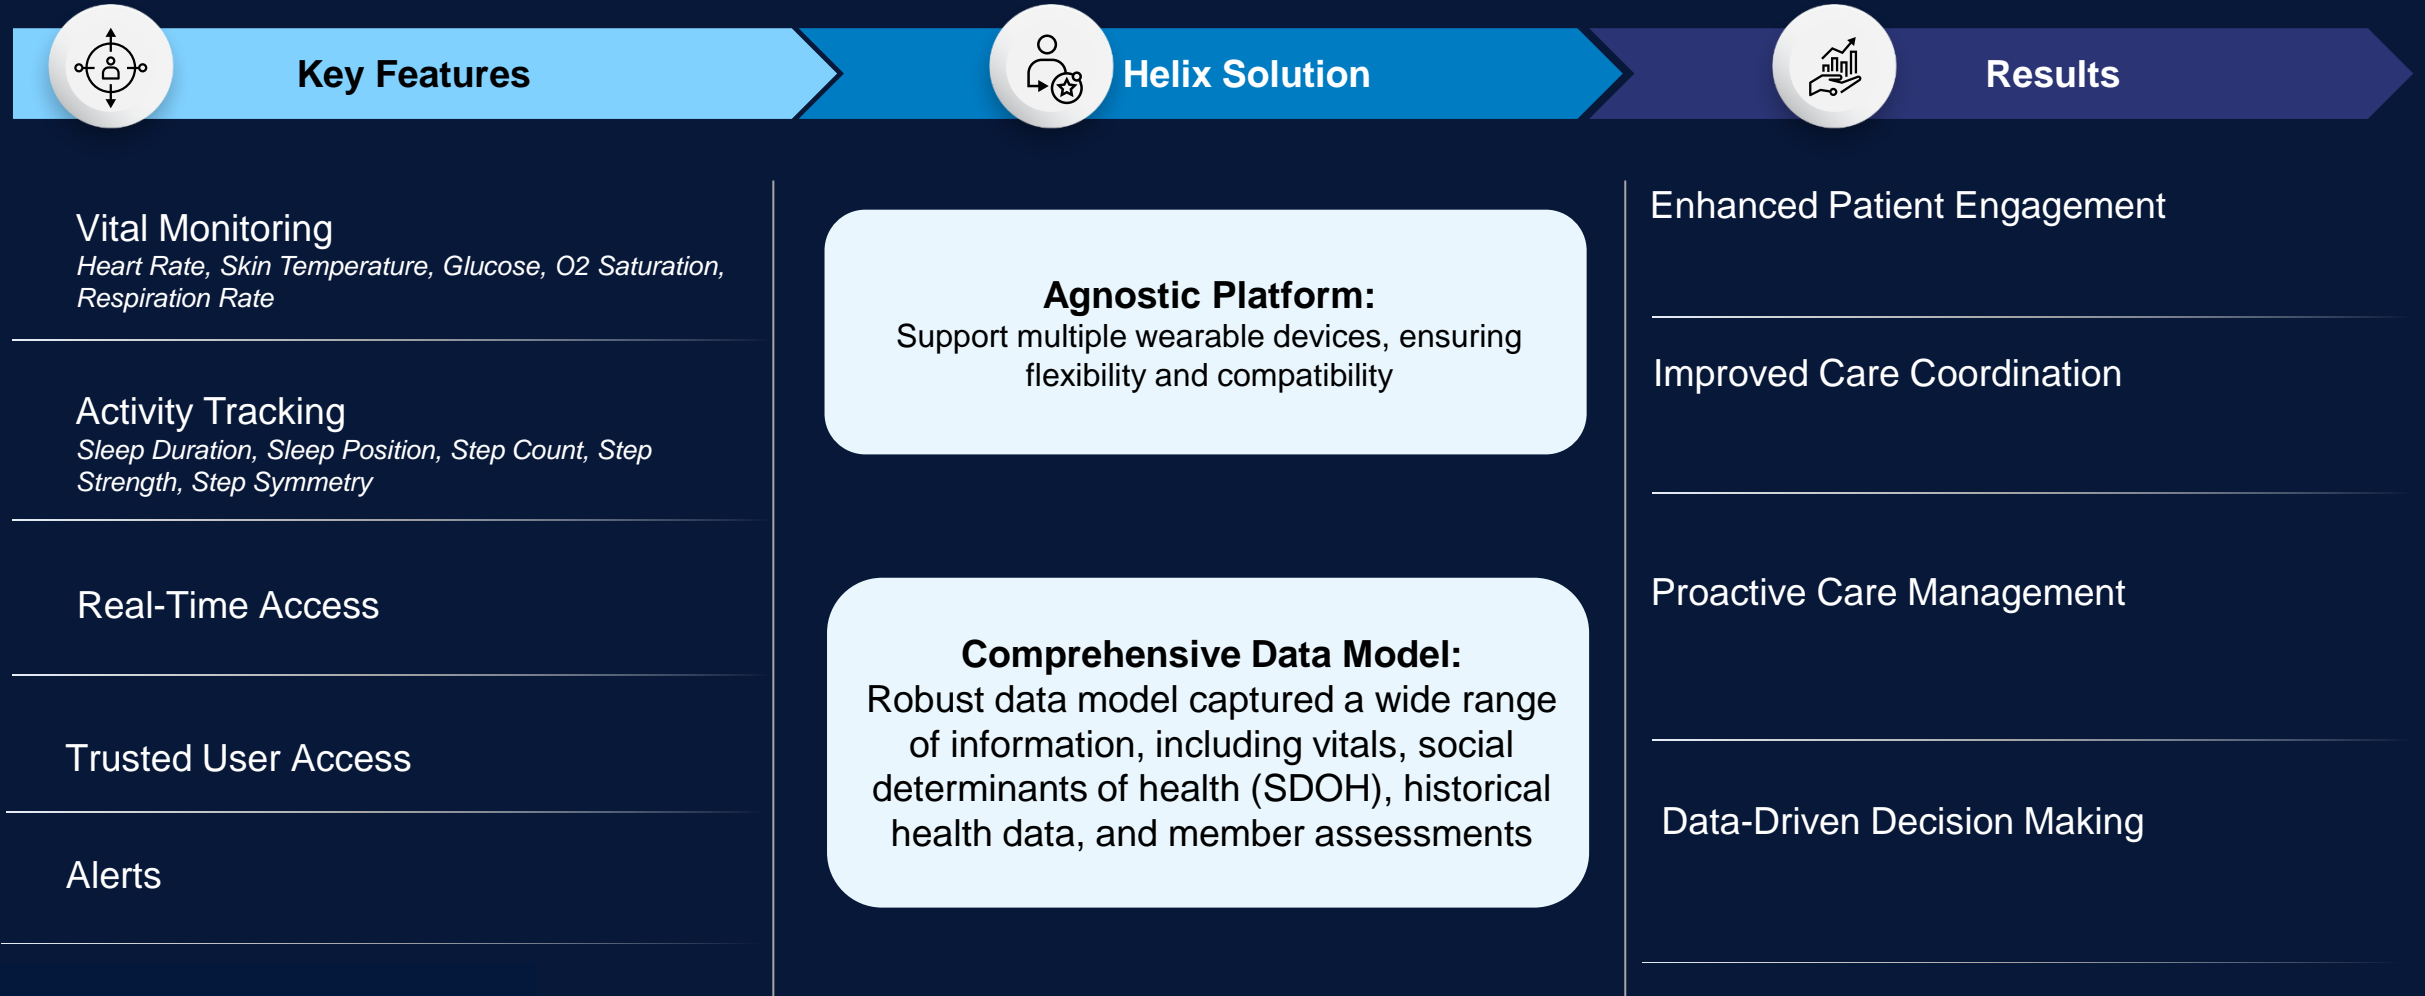 Key Features
Helix Solution
Results
Vital Monitoring
Heart Rate, Skin Temperature, Glucose, O2 Saturation,
Respiration Rate
Activity Tracking
Sleep Duration, Sleep Position, Step Count, Step
Strength, Step Symmetry
Real-Time Access
Trusted User Access
Alerts
Agnostic Platform:
Support multiple wearable devices, ensuring
flexibility and compatibility
Comprehensive Data Model:
Robust data model captured a wide range
of information, including vitals, social
determinants of health (SDOH), historical
health data, and member assessments
Enhanced Patient Engagement
Improved Care Coordination
Proactive Care Management
Data-Driven Decision Making